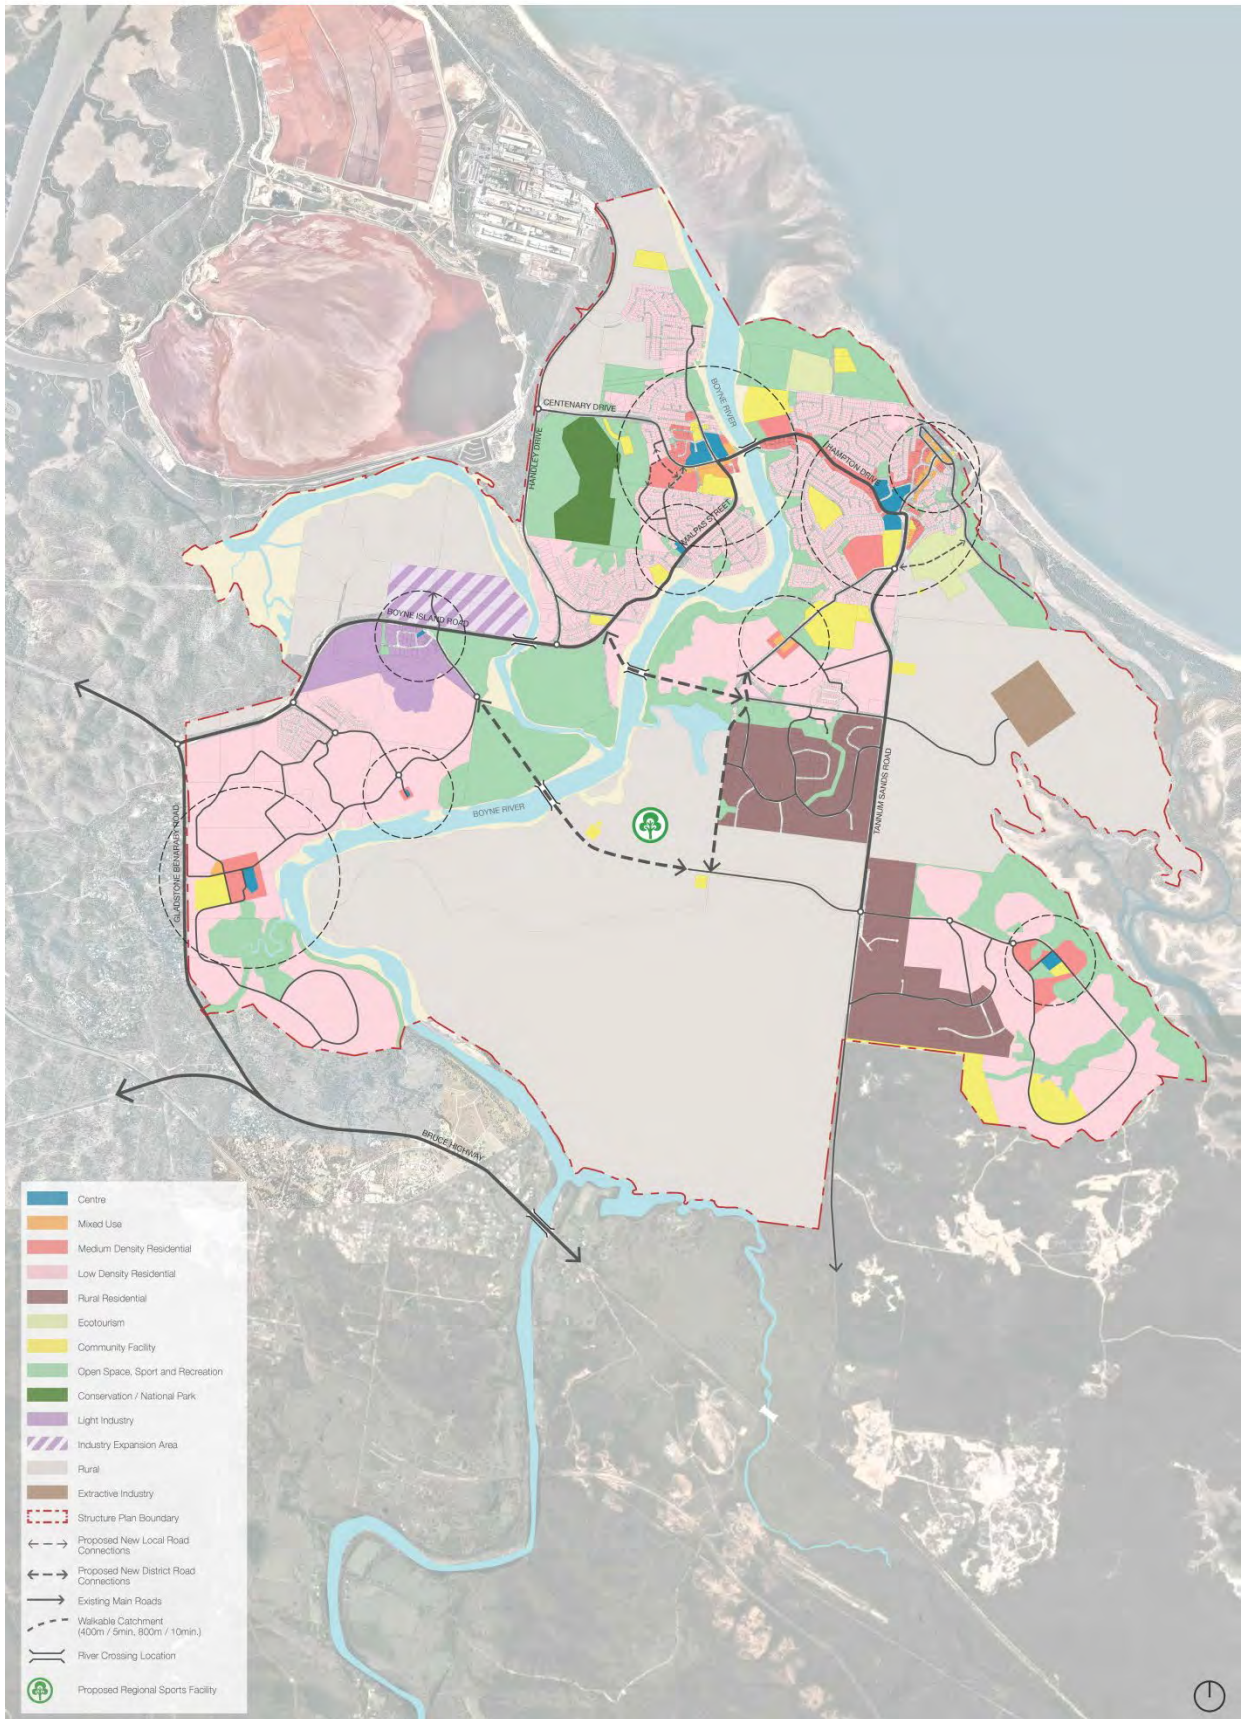 CENTENARY DRIVE
BOYNE RIVER
HANDLEY DRIVE
HAMPTON DRIVE
MALPAS STREET
BOYNE ISLAND ROAD
TANNUM SANDS ROAD
BOYNE RIVER
GLADSTONE BENARABY ROAD
BRUCE HIGHWAY
Centre
Mixed Use
Medium Density Residential
Low Density Residential
Rural Residential
Ecotourism
Community Facility
Open Space, Sport and Recreation
Conservation / National Park
Light Industry
Industry Expansion Area
Rural
Extractive Industry
Structure Plan Boundary
Proposed New Local Road
Connections
Proposed New District Road
Connections
Existing Main Roads
Walkable Catchment
(400m / 5min, 800m / 10min.)
River Crossing Location
Proposed Regional Sports Facility